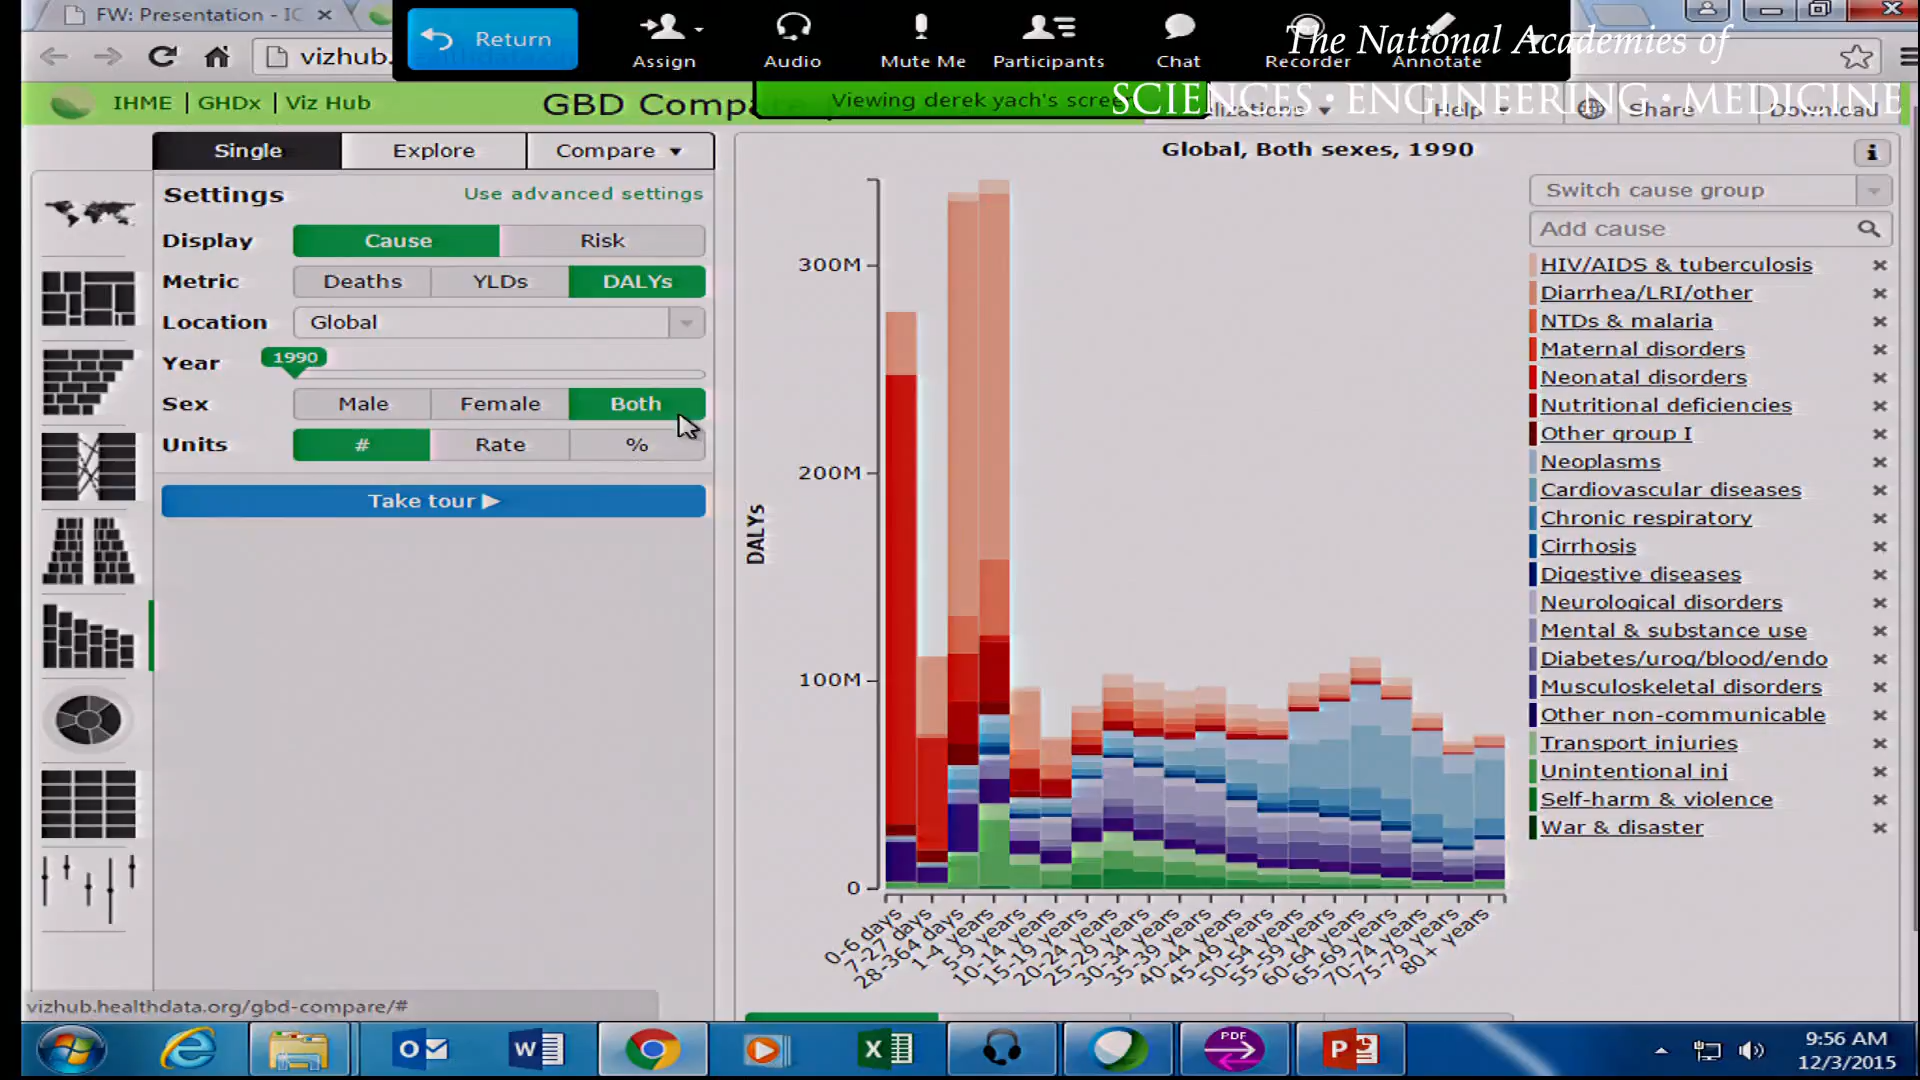 FW: Presentation - IC
Return
Assign
Audio
Mute Me
Participants
Chat
Recorder
Annotate
The National Academies of
SCIENCES · ENGINEERING · MEDICINE
vizhub.
IHME | GHDx | Viz Hub
GBD Compa
Viewing derek yach's scree
lizations
Help
Share
Download
Single
Explore
Compare
Settings
Use advanced settings
Display
Cause
Risk
Metric
Deaths
YLDs
DALYs
Location
Global
Year
1990
Sex
Male
Female
Both
Units
#
Rate
%
Take tour
Global, Both sexes, 1990
DALYs
300M
200M
100M
0
0-6 days
7-27 days
28-364 days
1-4 years
5-9 years
10-14 years
15-19 years
20-24 years
25-29 years
30-34 years
35-39 years
40-44 years
45-49 years
50-54 years
55-59 years
60-64 years
65-69 years
70-74 years
75-79 years
80+ years
Switch cause group
Add cause
HIV/AIDS & tuberculosis
Diarrhea/LRI/other
NTDs & malaria
Maternal disorders
Neonatal disorders
Nutritional deficiencies
Other group I
Neoplasms
Cardiovascular diseases
Chronic respiratory
Cirrhosis
Digestive diseases
Neurological disorders
Mental & substance use
Diabetes/urog/blood/endo
Musculoskeletal disorders
Other non-communicable
Transport injuries
Unintentional inj
Self-harm & violence
War & disaster
vizhub.healthdata.org/gbd-compare/#
PDF
9:56 AM
12/3/2015